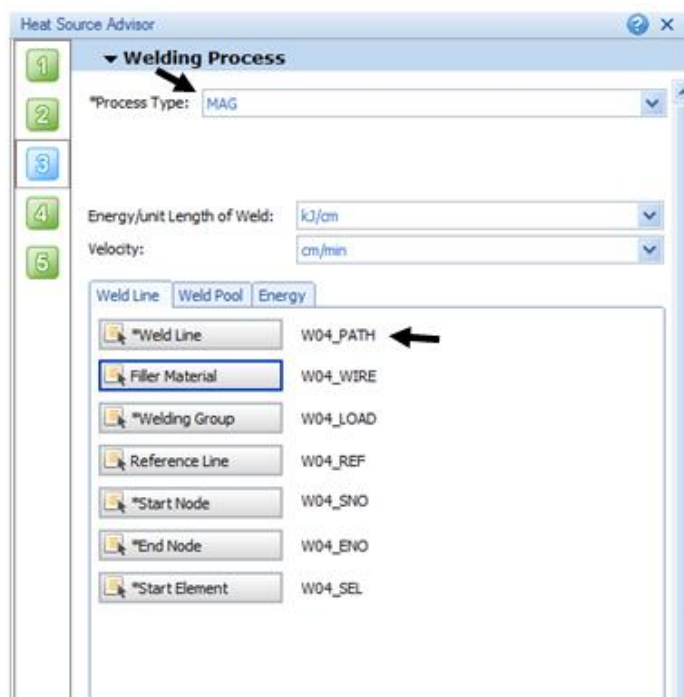 Heat Source Advisor
1
Welding Process
2
*Process Type: MAG
3
4
Energy/unit Length of Weld: kJ/cm
Velocity: cm/min
5
Weld Line Weld Pool Energy
*Weld Line W04_PATH
Filler Material W04_WIRE
*Welding Group W04_LOAD
Reference Line W04_REF
*Start Node W04_SNO
*End Node W04_ENO
*Start Element W04_SEL